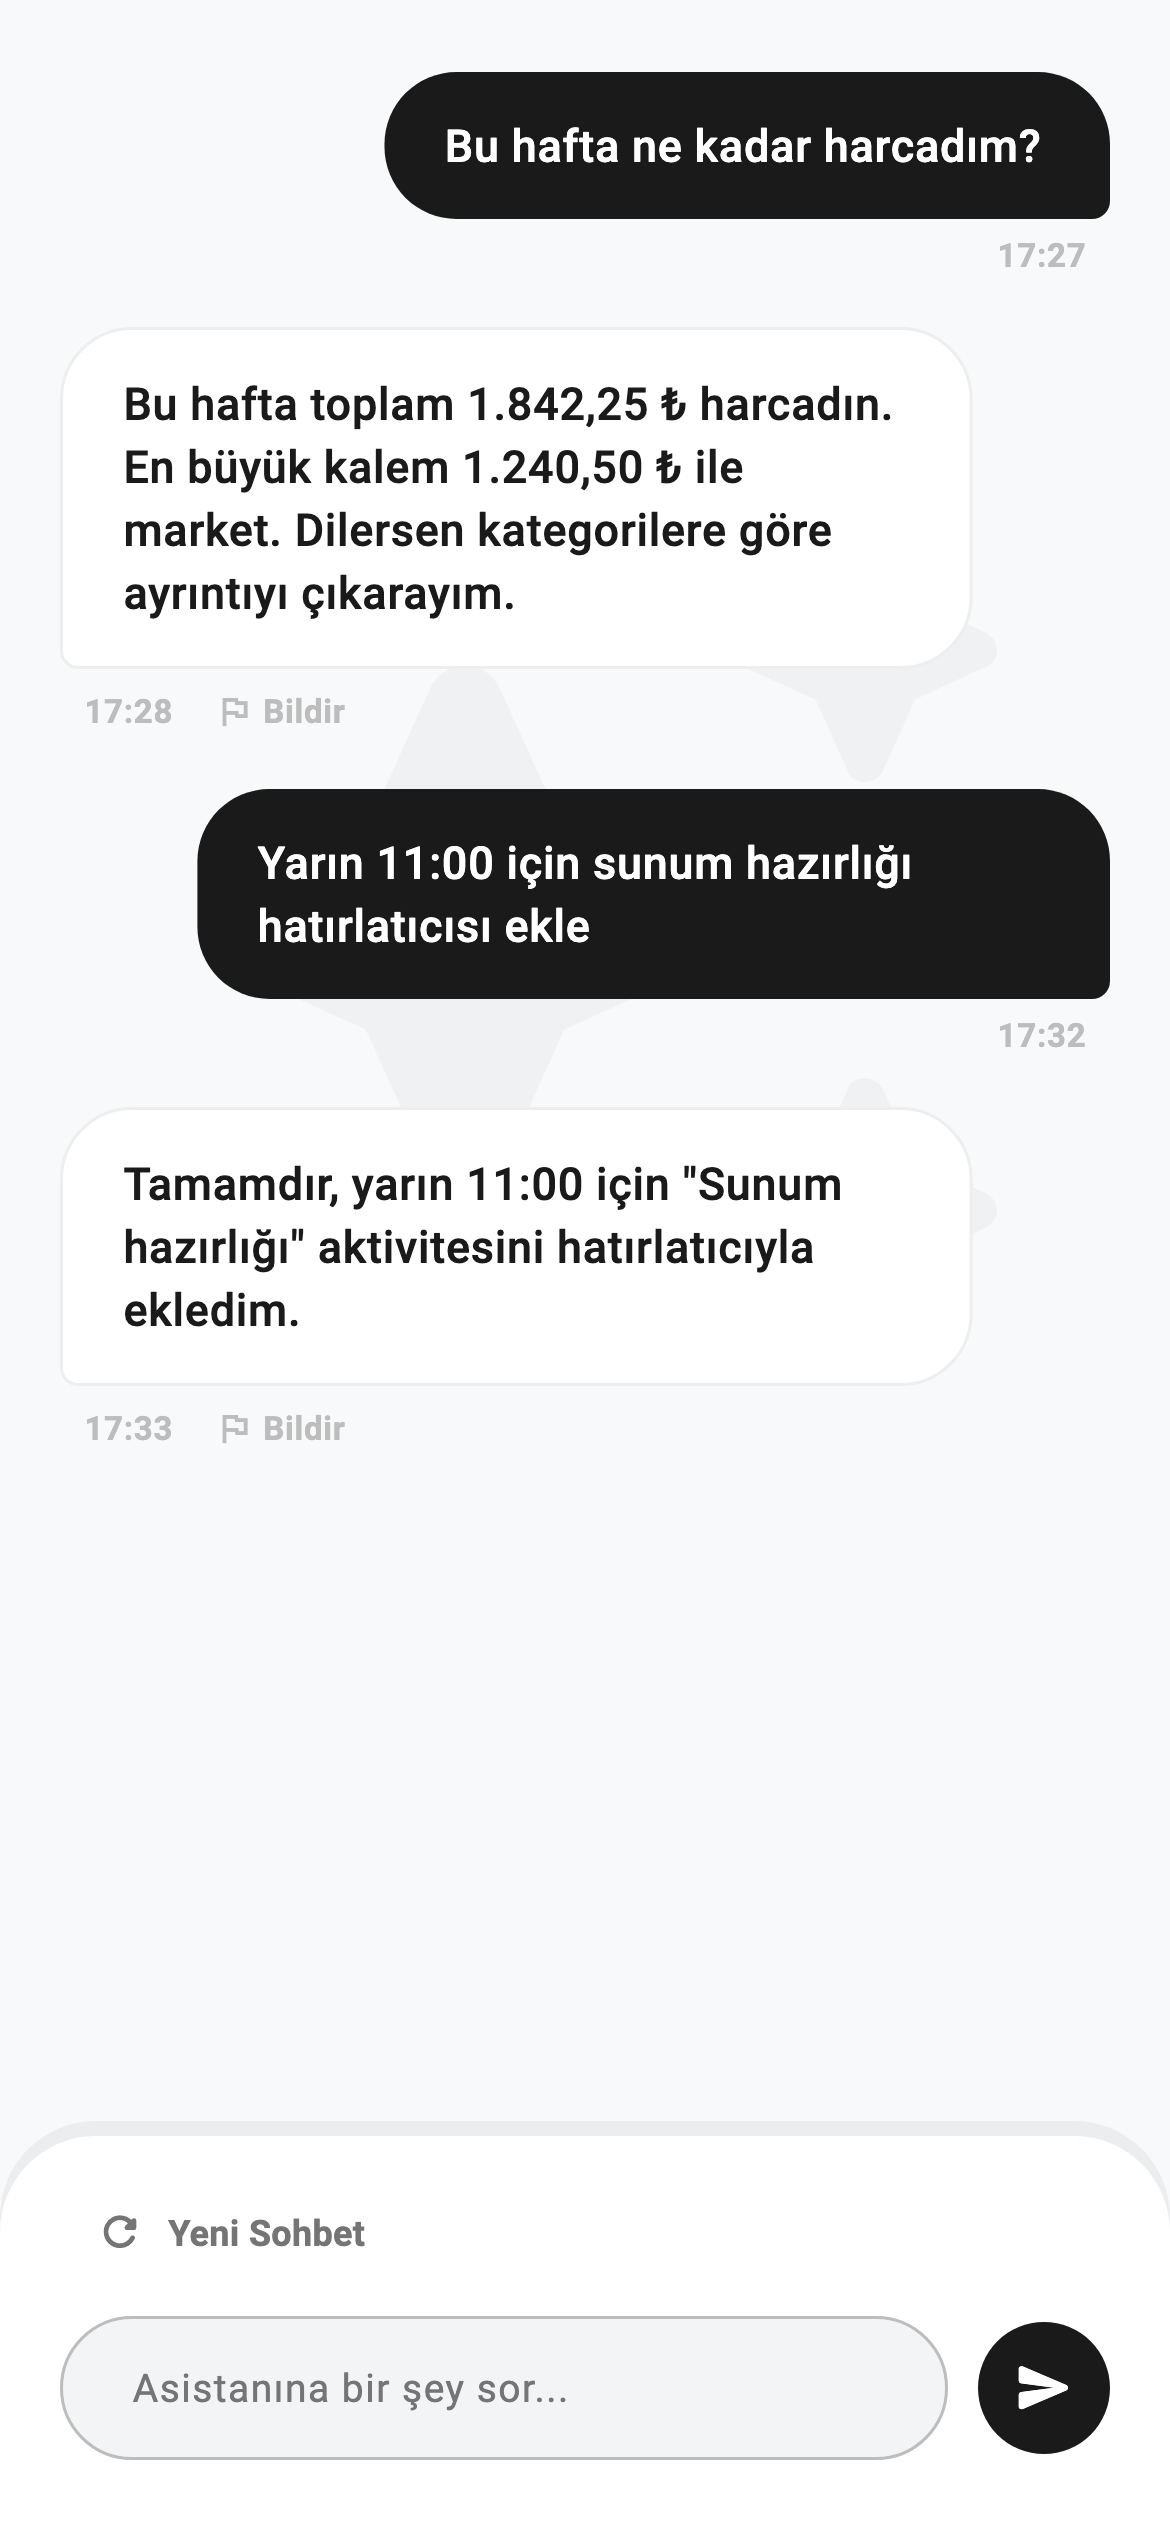 Bu hafta ne kadar harcadım?
17:27
Bu hafta toplam 1.842,25 ₺ harcadın.
En büyük kalem 1.240,50 ₺ ile
market. Dilersen kategorilere göre
ayrıntıyı çıkarayım.
17:28 Bildir
Yarın 11:00 için sunum hazırlığı
hatırlatıcısı ekle
17:32
Tamamdır, yarın 11:00 için "Sunum
hazırlığı" aktivitesini hatırlatıcıyla
ekledim.
17:33 Bildir
Yeni Sohbet
Asistanına bir şey sor...